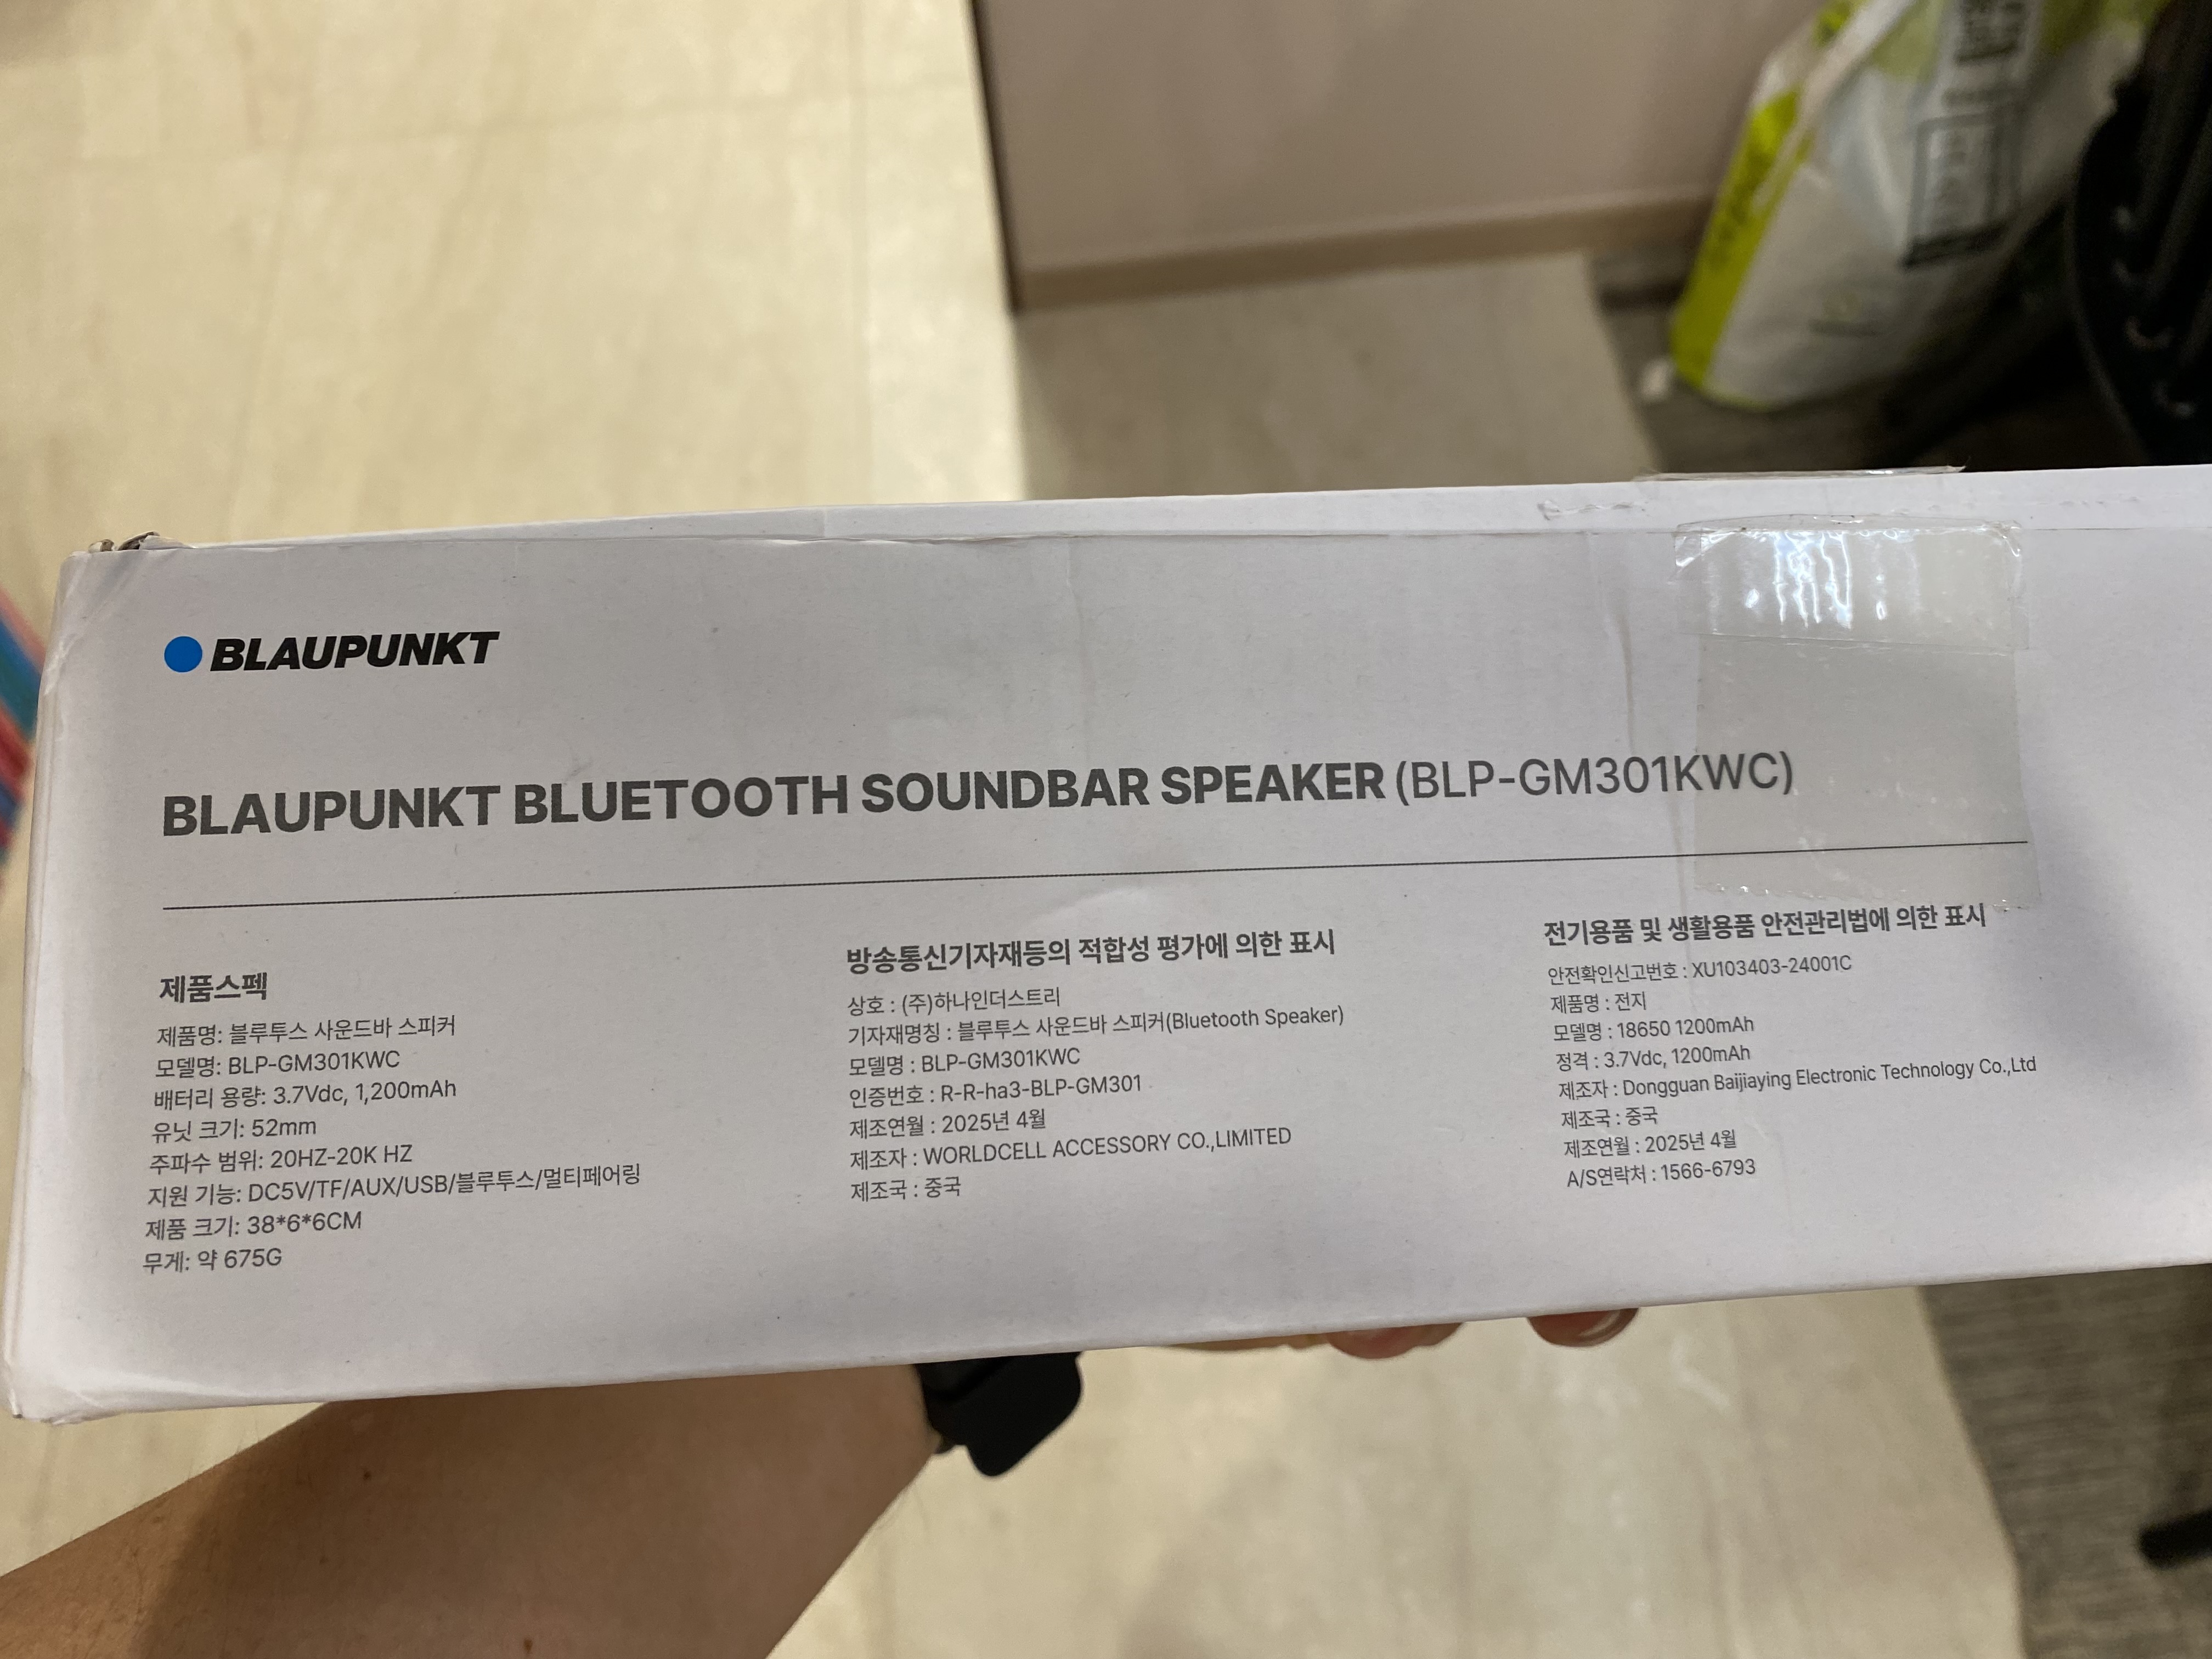 BLAUPUNKT
BLAUPUNKT BLUETOOTH SOUNDBAR SPEAKER (BLP-GM301KWC)
제품스펙
제품명: 블루투스 사운드바 스피커
모델명: BLP-GM301KWC
배터리 용량: 3.7Vdc, 1,200mAh
유닛 크기: 52mm
주파수 범위: 20HZ-20K HZ
지원 기능: DC5V/TF/AUX/USB/블루투스/멀티페어링
제품 크기: 38*6*6CM
무게: 약 675G
방송통신기자재등의 적합성 평가에 의한 표시
상호 : (주)하나인더스트리
기자재명칭 : 블루투스 사운드바 스피커(Bluetooth Speaker)
모델명 : BLP-GM301KWC
인증번호 : R-R-ha3-BLP-GM301
제조연월 : 2025년 4월
제조자 : WORLDCELL ACCESSORY CO.,LIMITED
제조국 : 중국
전기용품 및 생활용품 안전관리법에 의한 표시
안전확인신고번호 : XU103403-24001C
제품명 : 전지
모델명 : 18650 1200mAh
정격 : 3.7Vdc, 1200mAh
제조자 : Dongguan Baijiaying Electronic Technology Co.,Ltd
제조국 : 중국
제조연월 : 2025년 4월
A/S연락처 : 1566-6793